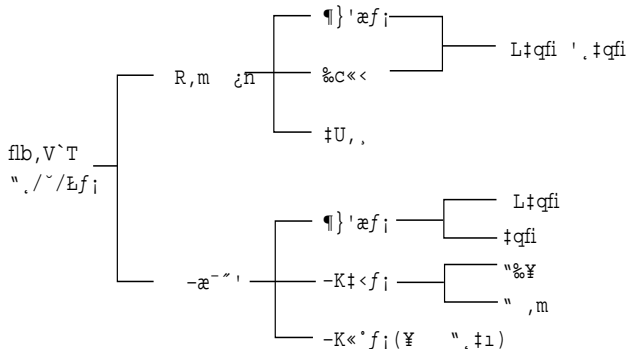 ¶}'æƒ¡
L‡qfi '˛‡qfi
R,m ¿n
‰c«‹
‡U,¸
flb,V`T
"˛/˘/Łƒ¡
¶}'æƒ¡
L‡qfi
‡qfi
–æ¯˝'
–K‡‹ƒ¡
"‰¥
" ,m
–K«˚ƒ¡(¥ "˛‡ı)